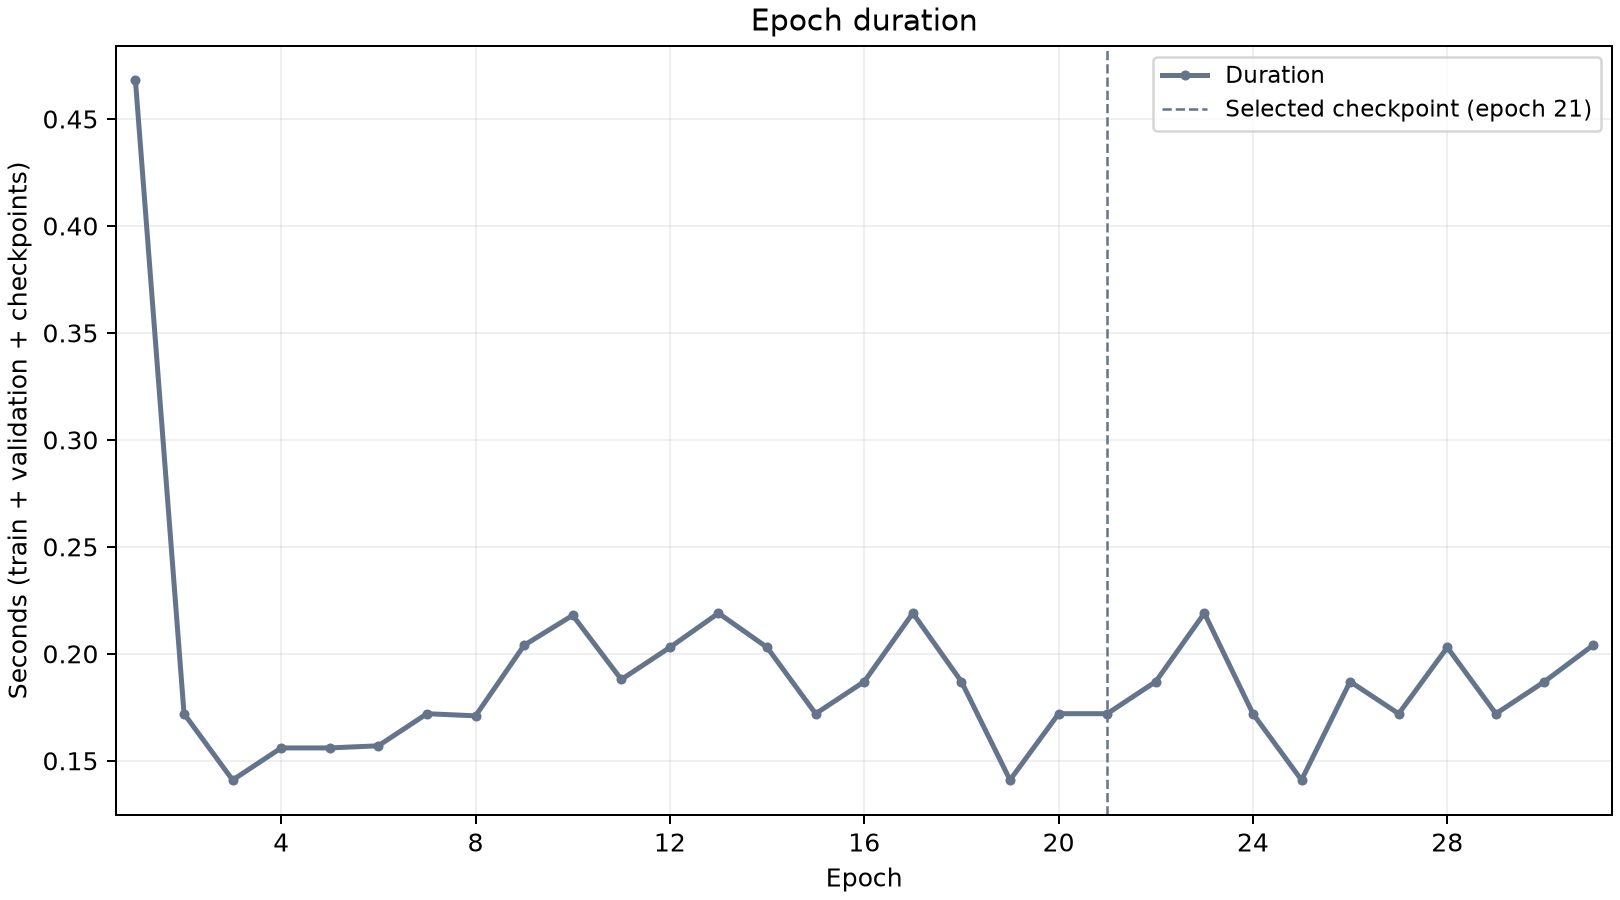 Epoch duration
Duration
Selected checkpoint (epoch 21)
Seconds (train + validation + checkpoints)
0.45
0.40
0.35
0.30
0.25
0.20
0.15
4 8 12 16 20 24 28
Epoch